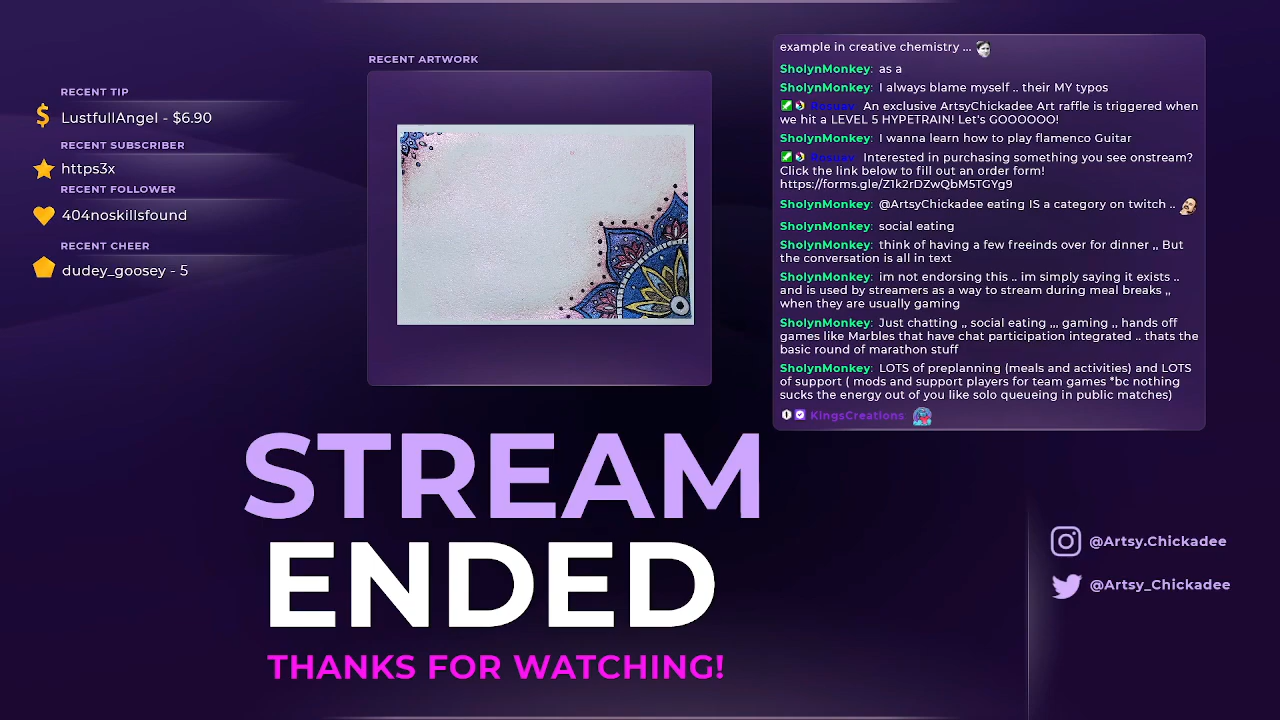 RECENT TIP
LustfullAngel - $6.90
RECENT SUBSCRIBER
https3x
RECENT FOLLOWER
404noskillsfound
RECENT CHEER
dudey_goosey - 5
RECENT ARTWORK
example in creative chemistry ...
SholynMonkey: as a
SholynMonkey: I always blame myself .. their MY typos
Rosuav: An exclusive ArtsyChickadee Art raffle is triggered when
we hit a LEVEL 5 HYPETRAIN! Let's GOOOOOO!
SholynMonkey: I wanna learn how to play flamenco Guitar
Rosuav: Interested in purchasing something you see onstream?
Click the link below to fill out an order form!
https://forms.gle/Z1k2rDZwQbM5TGYg9
SholynMonkey: @ArtsyChickadee eating IS a category on twitch ..
SholynMonkey: social eating
SholynMonkey: think of having a few freeinds over for dinner ,, But
the conversation is all in text
SholynMonkey: im not endorsing this .. im simply saying it exists ..
and is used by streamers as a way to stream during meal breaks ,,
when they are usually gaming
SholynMonkey: Just chatting ,, social eating ,,, gaming ,, hands off
games like Marbles that have chat participation integrated .. thats the
basic round of marathon stuff
SholynMonkey: LOTS of preplanning (meals and activities) and LOTS
of support ( mods and support players for team games *bc nothing
sucks the energy out of you like solo queueing in public matches)
KingsCreations
STREAM
ENDED
THANKS FOR WATCHING!
@Artsy.Chickadee
@Artsy_Chickadee